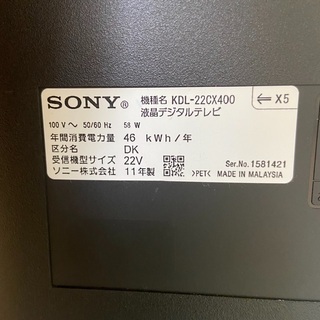 SONY® 機種名 KDL-22CX400
液晶デジタルテレビ
⇐ X5
100 V ～ 50/60 Hz 58 W
年間消費電力量 46 kWh/年
区分名 DK
受信機型サイズ 22V
ソニー株式会社 11年製
Ser.No.1581421
>PET< MADE IN MALAYSIA